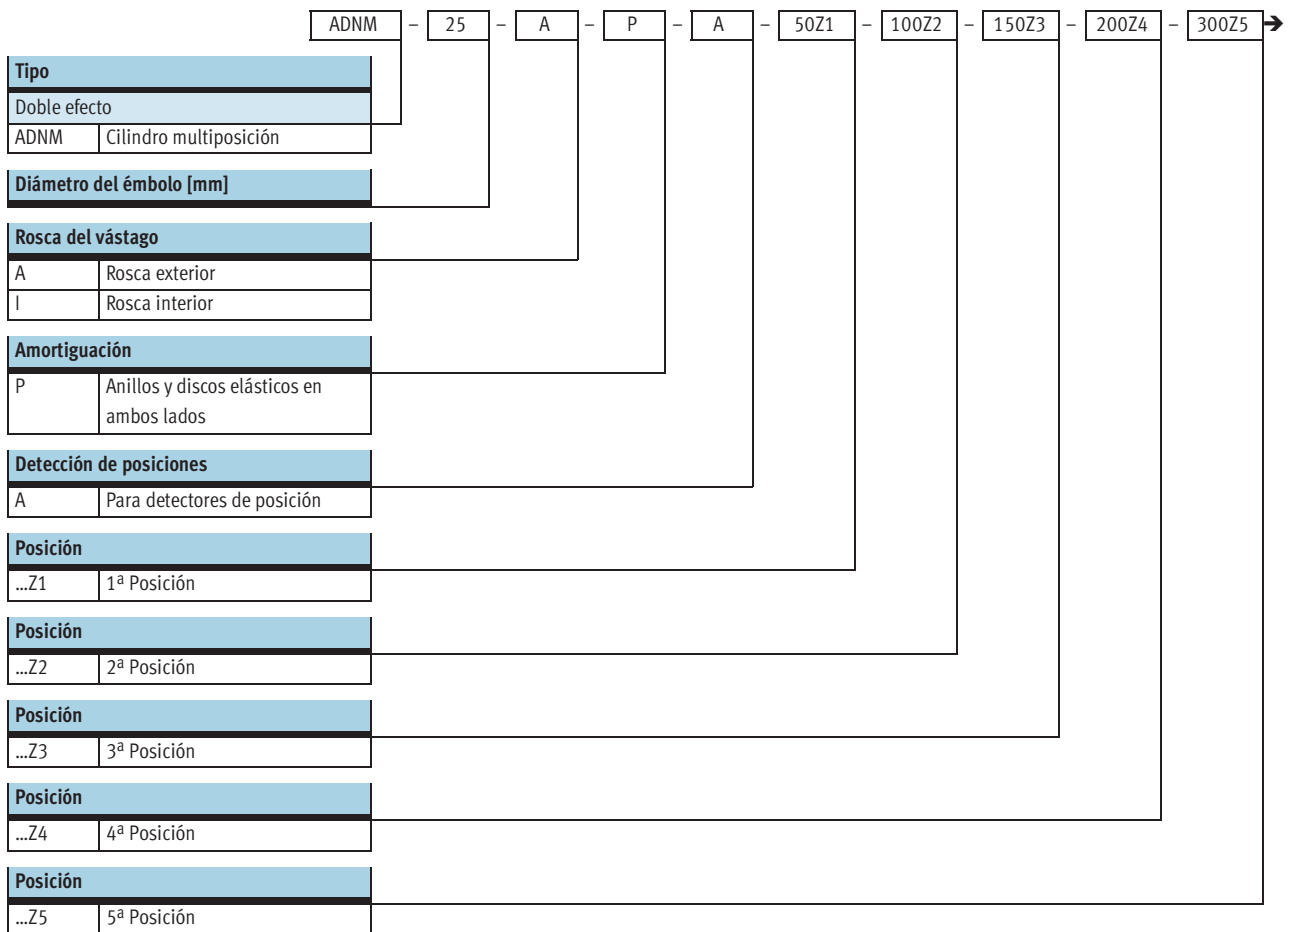 ADNM – 25 – A – P – A – 50Z1 – 100Z2 – 150Z3 – 200Z4 – 300Z5 ➔
Tipo
Doble efecto
ADNM Cilindro multiposición
Diámetro del émbolo [mm]
Rosca del vástago
A Rosca exterior
I Rosca interior
Amortiguación
P Anillos y discos elásticos en
ambos lados
Detección de posiciones
A Para detectores de posición
Posición
...Z1 1ª Posición
Posición
...Z2 2ª Posición
Posición
...Z3 3ª Posición
Posición
...Z4 4ª Posición
Posición
...Z5 5ª Posición